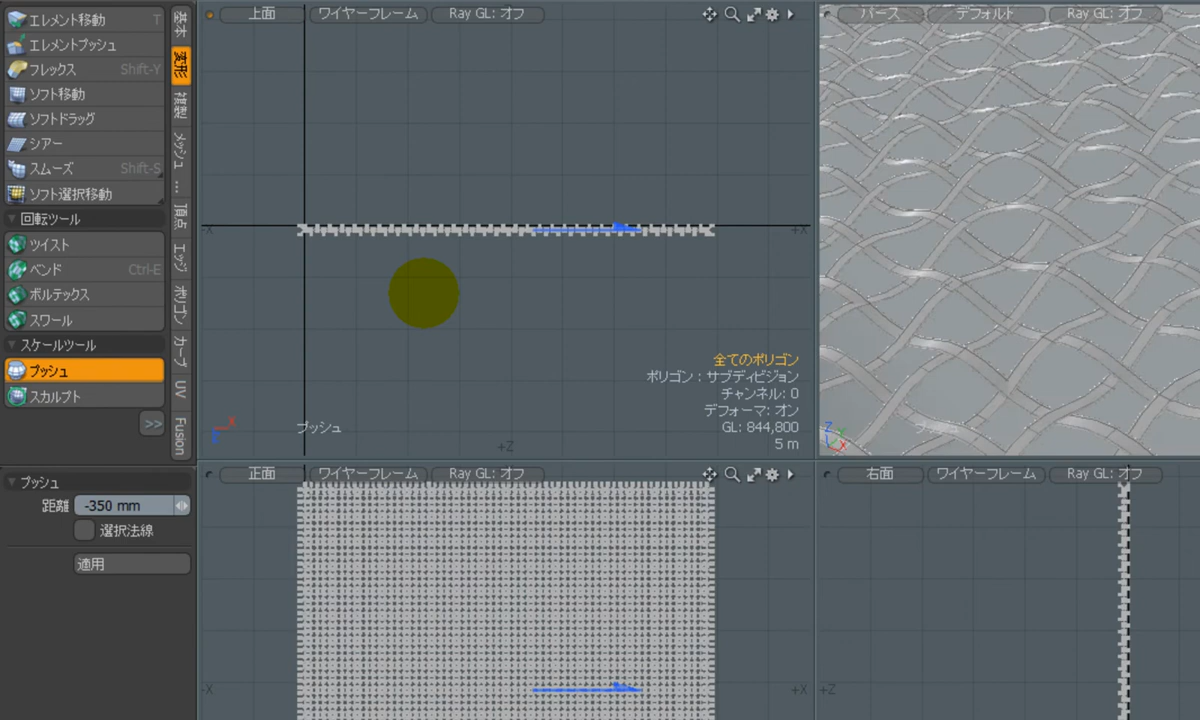 エレメント移動 T
エレメントプッシュ
フレックス Shift-Y
ソフト移動
ソフトドラッグ
シアー
スムーズ Shift-S
ソフト選択移動
回転ツール
ツイスト
ベンド Ctrl-E
ボルテックス
スワール
スケールツール
プッシュ
スカルプト
>>
基本
変形
複製
メッシュ ...
頂点
エッジ
ポリゴン
カーブ
UV
Fusion
プッシュ
距離 -350 mm
選択法線
適用
上面 ワイヤーフレーム Ray GL: オフ
-X
+X
全てのポリゴン
ポリゴン : サブディビジョン
チャンネル: 0
デフォーマ: オン
GL: 844,800
5 m
プッシュ
+Z
X
Z
パース デフォルト Ray GL: オフ
Z
Y
X
正面 ワイヤーフレーム Ray GL: オフ
-X
+X
右面 ワイヤーフレーム Ray GL: オフ
+Z